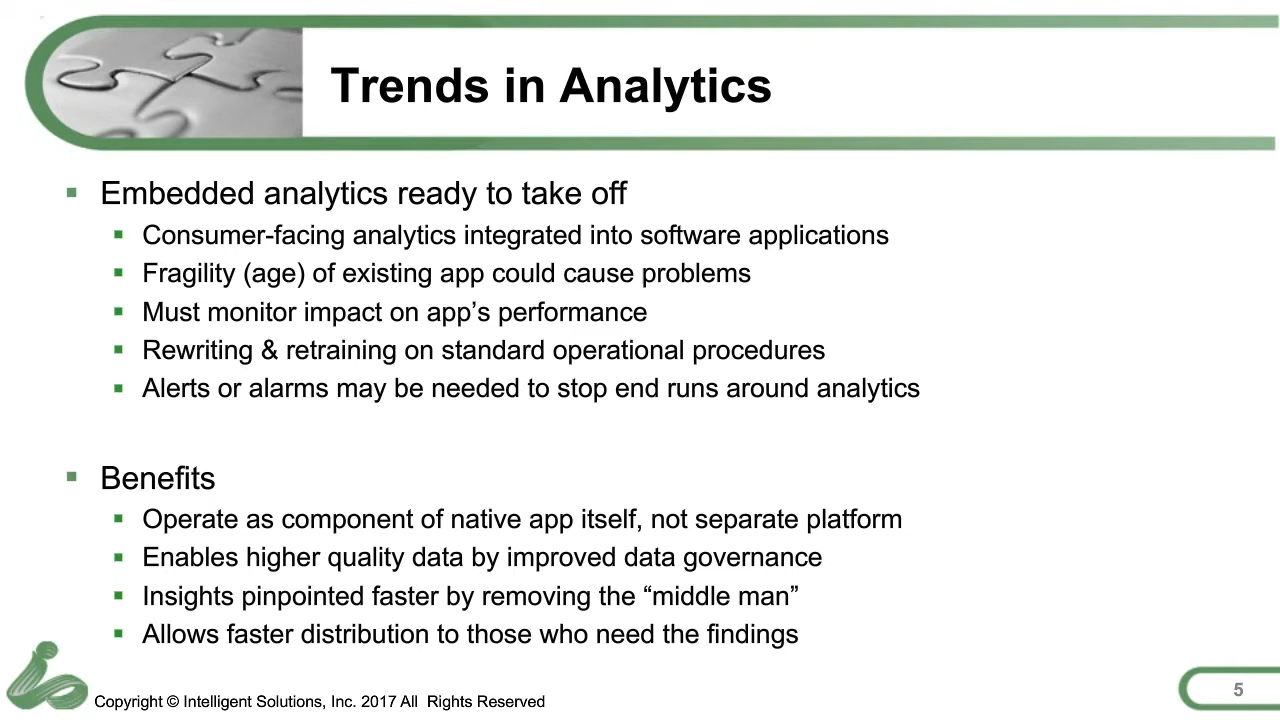 Trends in Analytics
Embedded analytics ready to take off
Consumer-facing analytics integrated into software applications
Fragility (age) of existing app could cause problems
Must monitor impact on app’s performance
Rewriting & retraining on standard operational procedures
Alerts or alarms may be needed to stop end runs around analytics
Benefits
Operate as component of native app itself, not separate platform
Enables higher quality data by improved data governance
Insights pinpointed faster by removing the “middle man”
Allows faster distribution to those who need the findings
Copyright © Intelligent Solutions, Inc. 2017 All  Rights Reserved
5